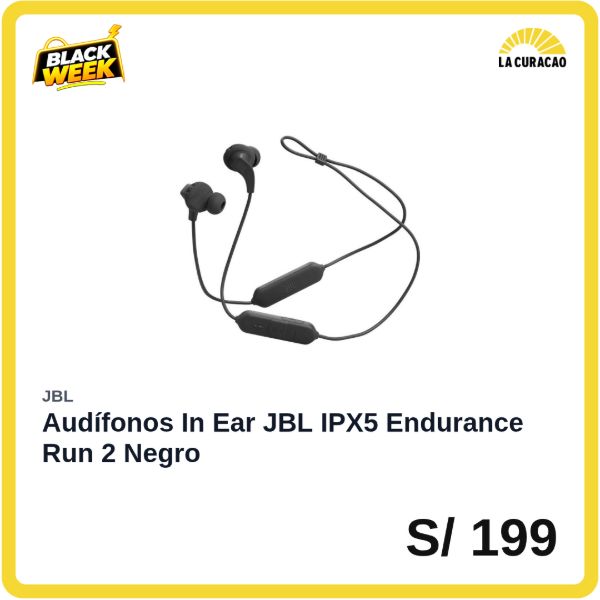 BLACK
WEEK
LA CURACAO
JBL
Audífonos In Ear JBL IPX5 Endurance
Run 2 Negro
S/ 199